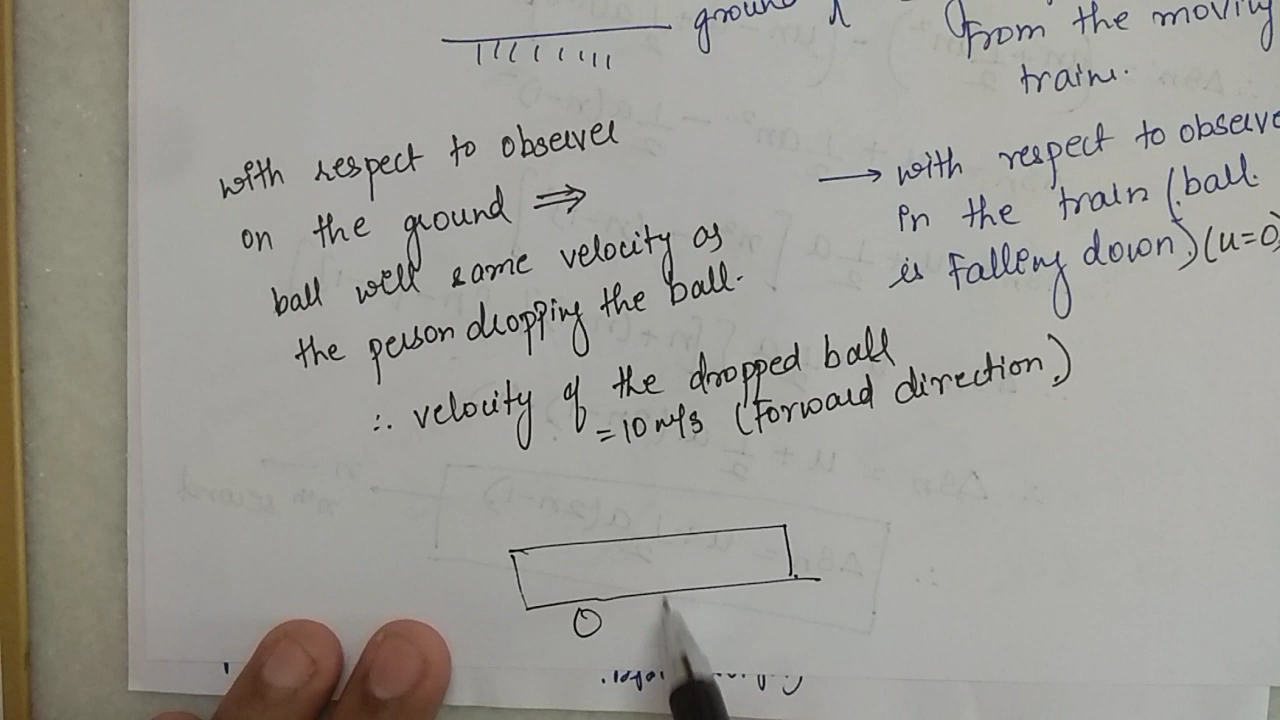 ground
from the moving
train.
with respect to observer
on the ground ⇒
ball will same velocity as
the person dropping the ball.
∴ velocity of the dropped ball
= 10 m/s (Forward direction)
→ with respect to observe
in the train (ball
is falling down) (u=0)